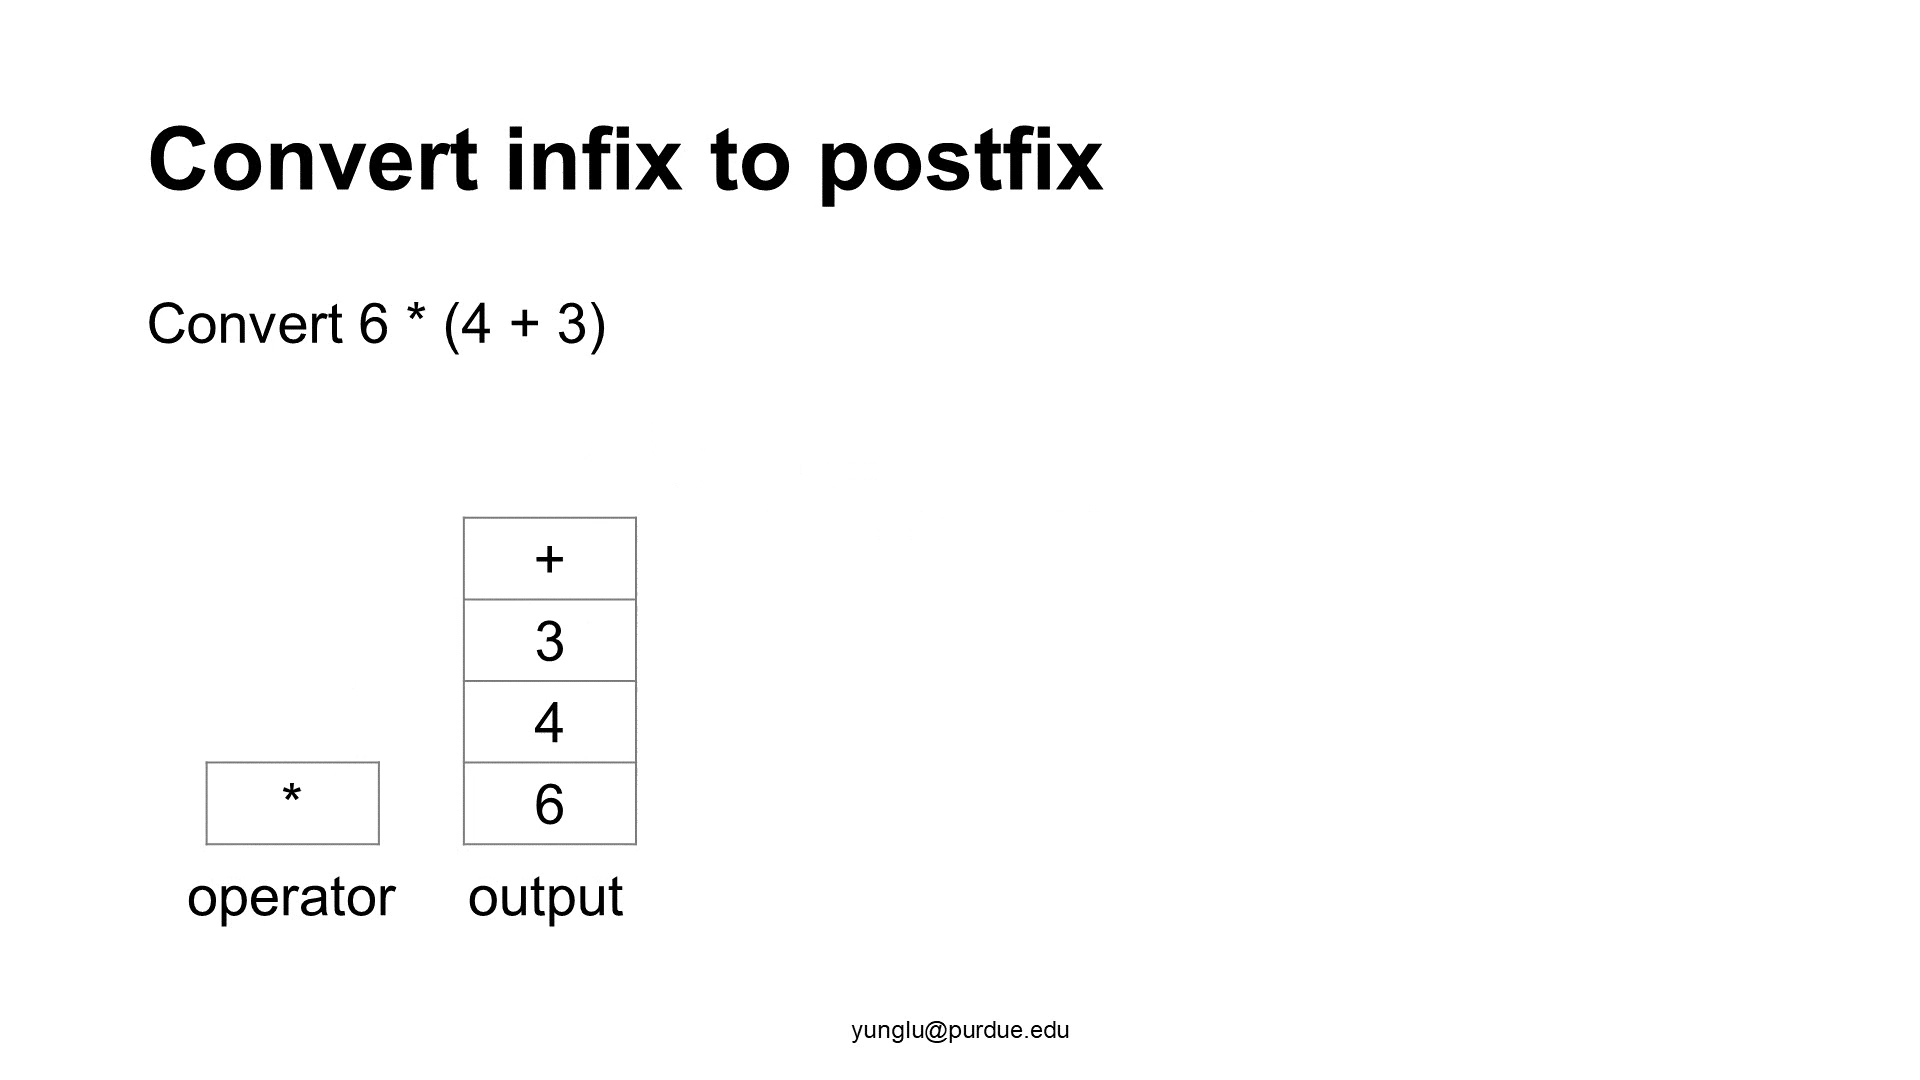 Convert infix to postfix
Convert 6 * (4 + 3)
+
3
4
* 6
operator output
yunglu@purdue.edu